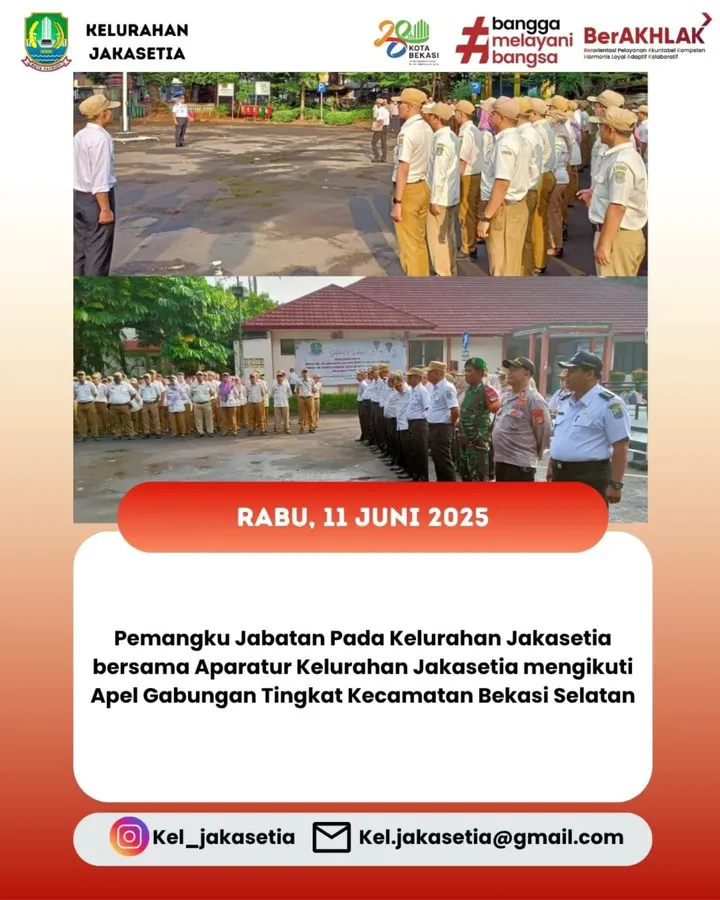 KELURAHAN
JAKASETIA
28
KOTA
BEKASI
#bangga
melayani
bangsa
BerAKHLAK
Berorientasi Pelayanan Akuntabel Kompeten
Harmonis Loyal Adaptif Kolaboratif
RABU, 11 JUNI 2025
Pemangku Jabatan Pada Kelurahan Jakasetia
bersama Aparatur Kelurahan Jakasetia mengikuti
Apel Gabungan Tingkat Kecamatan Bekasi Selatan
Kel_jakasetia
Kel.jakasetia@gmail.com